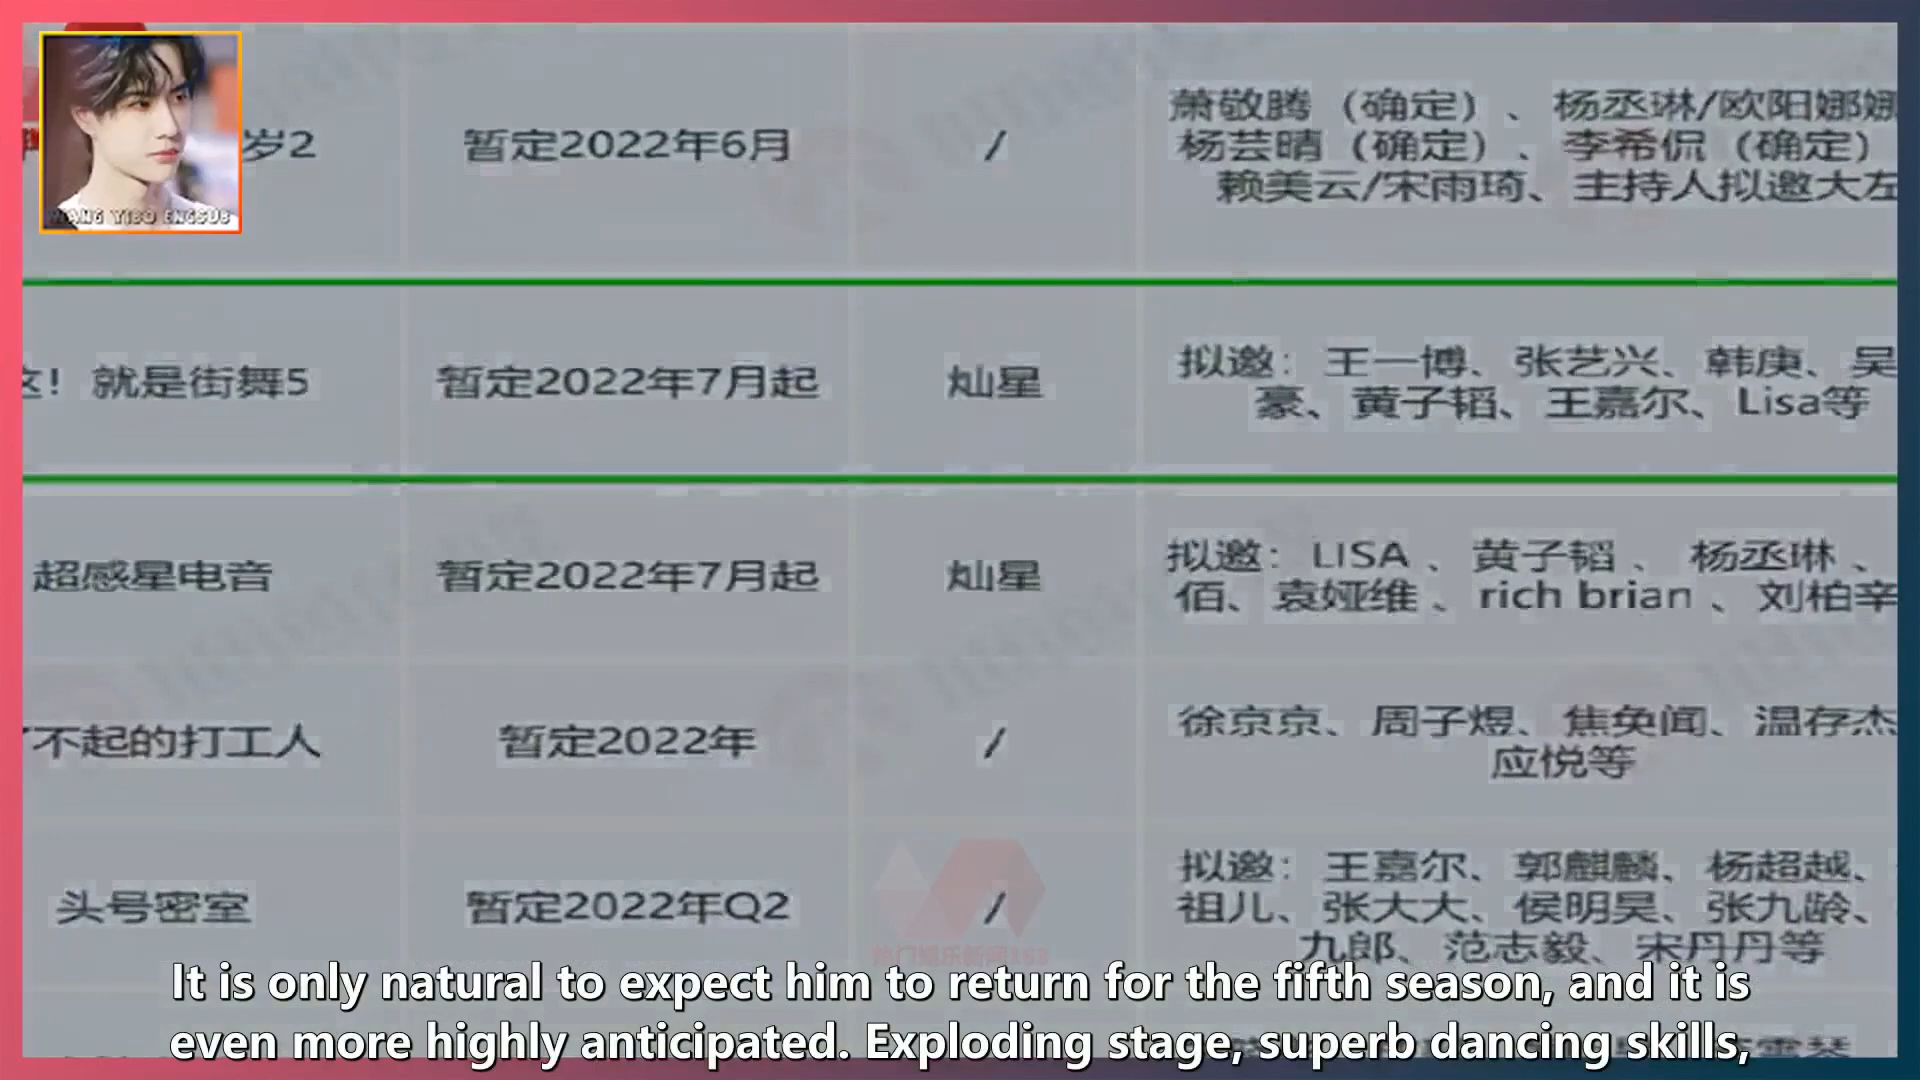 岁2
暂定2022年6月
/
萧敬腾（确定）、杨丞琳/欧阳娜娜
杨芸晴（确定）、李希侃（确定）
赖美云/宋雨琦、主持人拟邀大左
这！就是街舞5
暂定2022年7月起
灿星
拟邀：王一博、张艺兴、韩庚、吴
豪、黄子韬、王嘉尔、Lisa等
超感星电音
暂定2022年7月起
灿星
拟邀：LISA、黄子韬、杨丞琳、
佰、袁娅维、rich brian、刘柏辛
了不起的打工人
暂定2022年
/
徐京京、周子煜、焦奂闻、温存杰
应悦等
头号密室
暂定2022年Q2
/
拟邀：王嘉尔、郭麒麟、杨超越、
祖儿、张大大、侯明昊、张九龄、
九郎、范志毅、宋丹丹等
WANG YIBO ENGSUB
It is only natural to expect him to return for the fifth season, and it is
even more highly anticipated. Exploding stage, superb dancing skills,